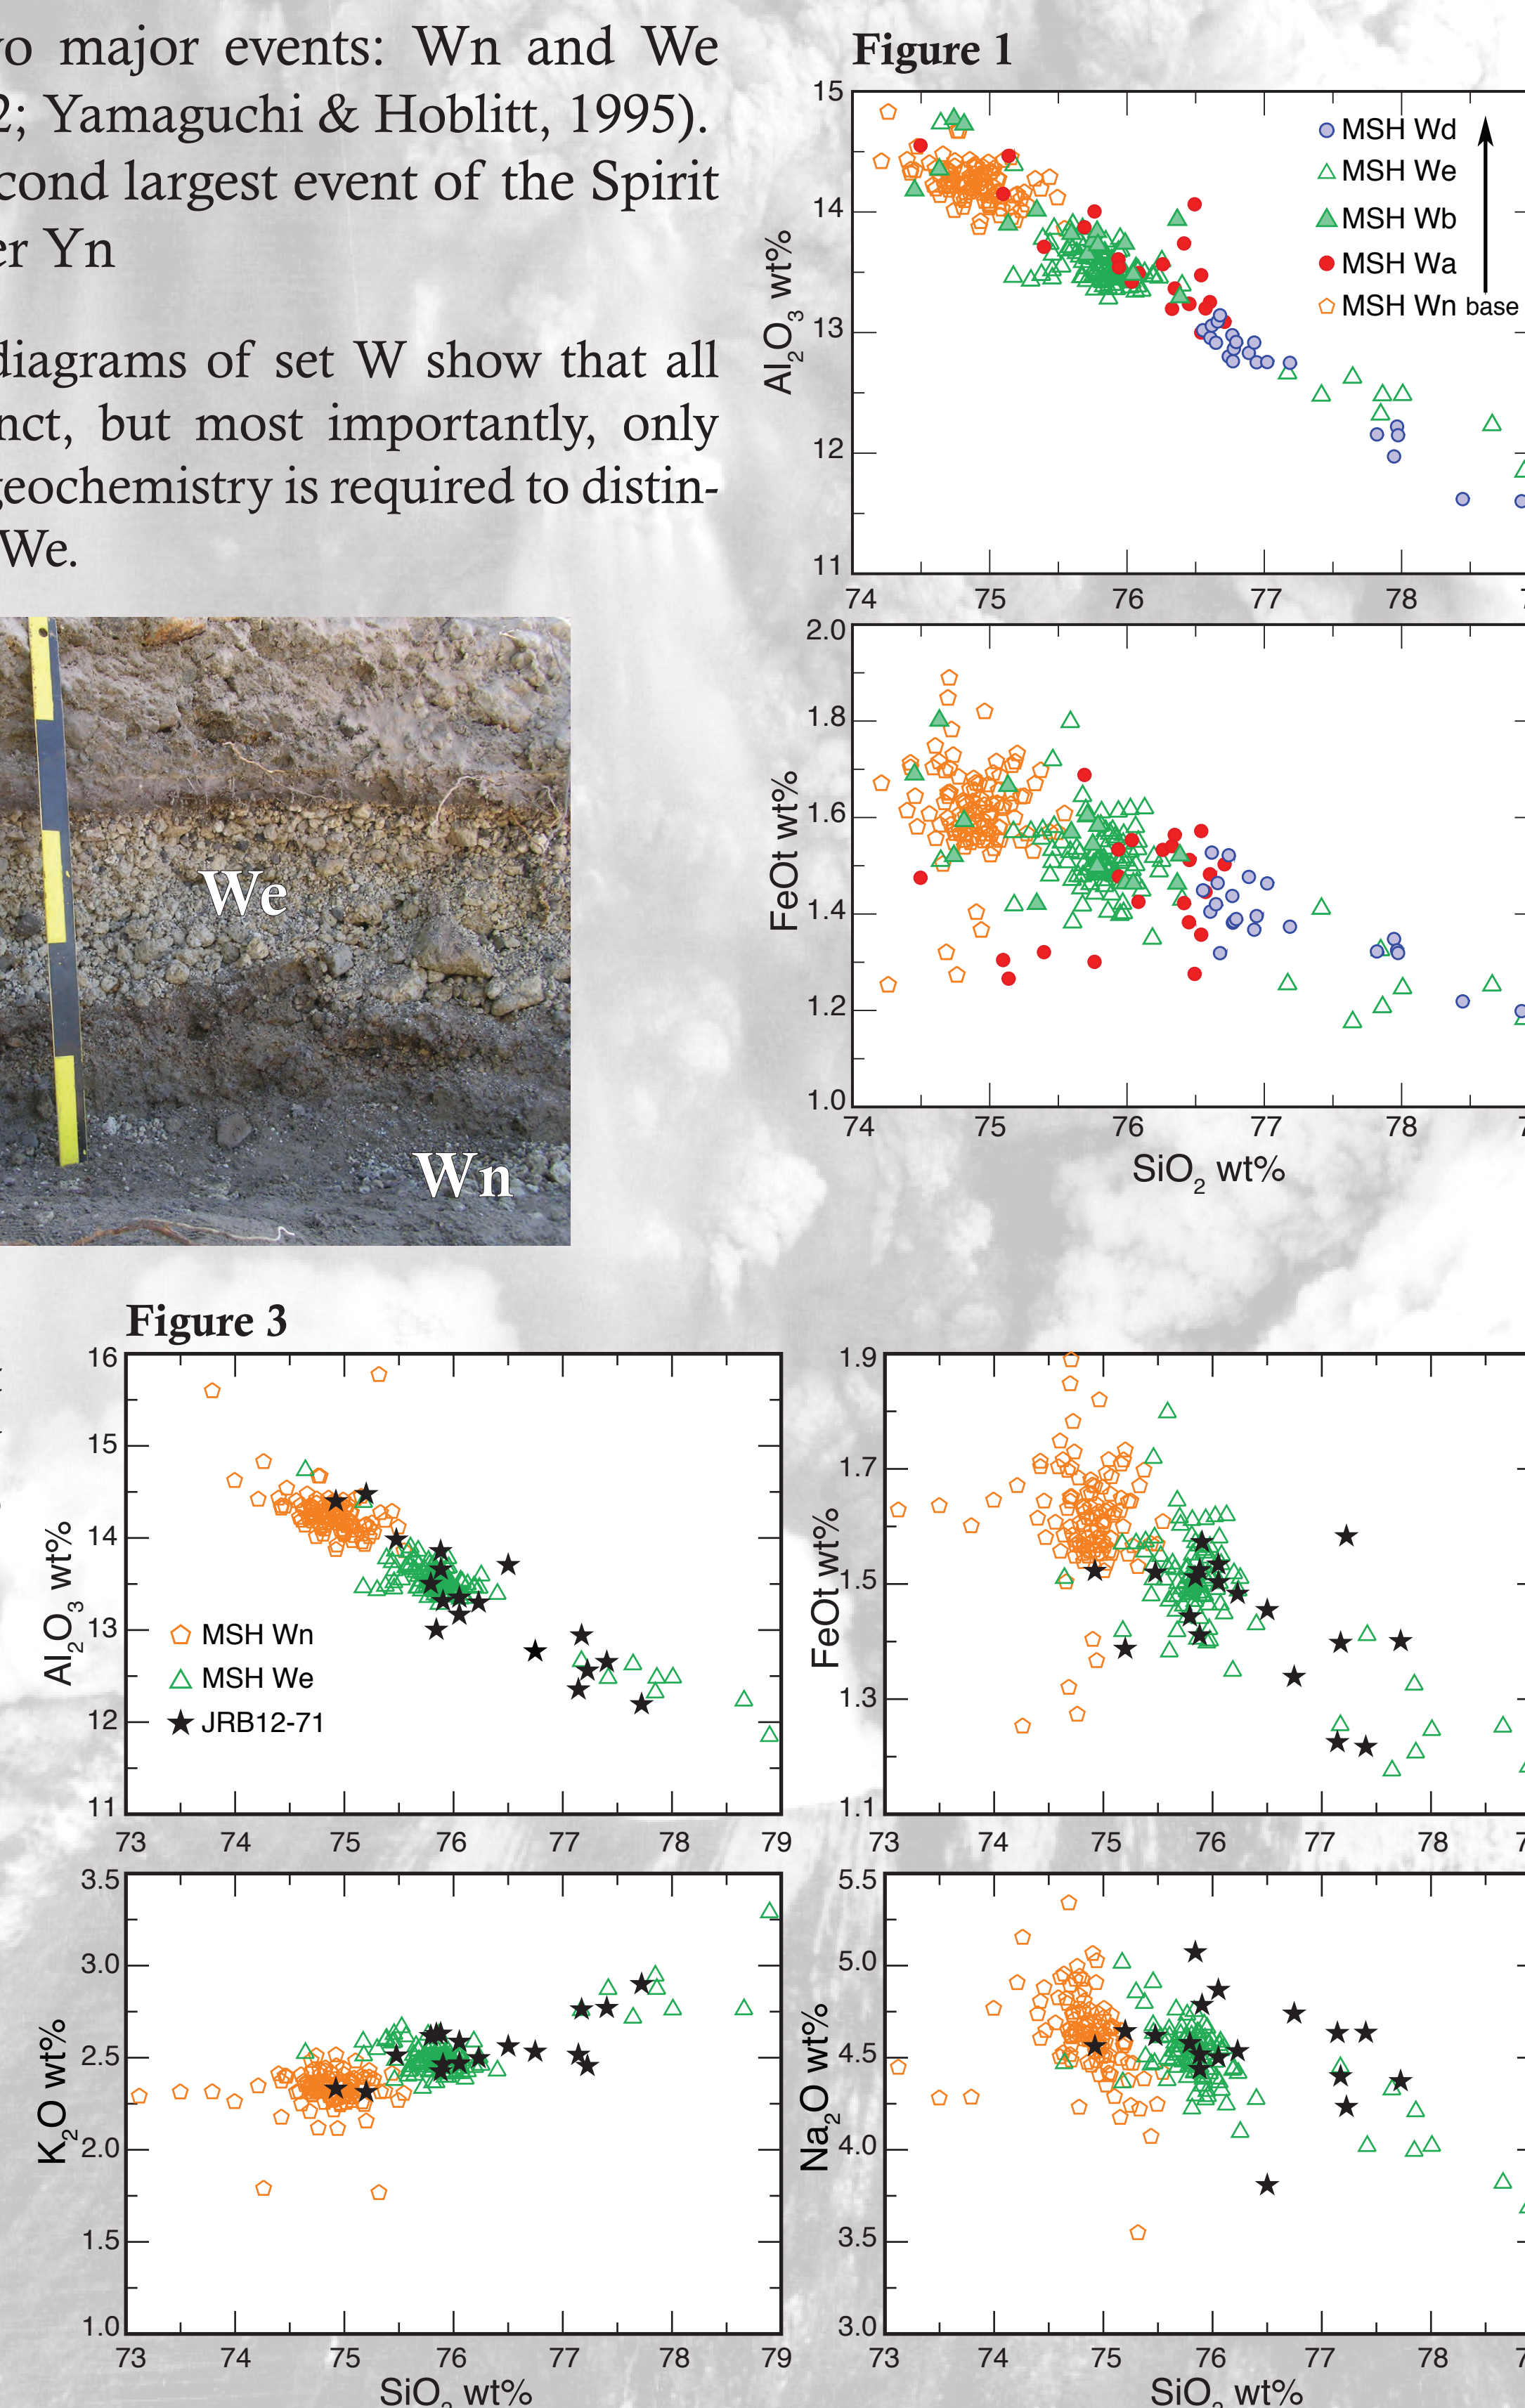 vo major events: Wn and We
2; Yamaguchi & Hoblitt, 1995).
cond largest event of the Spirit
er Yn
diagrams of set W show that all
nct, but most importantly, only
geochemistry is required to distin-
We.
We
Wn
Figure 1
15
14
13
12
11
Al2O3 wt%
MSH Wd
MSH We
MSH Wb
MSH Wa
MSH Wn base
74 75 76 77 78 7
2.0
1.8
1.6
1.4
1.2
1.0
FeOt wt%
74 75 76 77 78 7
SiO2 wt%
Figure 3
16
15
14
13
12
11
Al2O3 wt%
MSH Wn
MSH We
JRB12-71
73 74 75 76 77 78 79
1.9
1.7
1.5
1.3
1.1
FeOt wt%
73 74 75 76 77 78 7
3.5
3.0
2.5
2.0
1.5
1.0
K2O wt%
73 74 75 76 77 78 79
SiO2 wt%
5.5
5.0
4.5
4.0
3.5
3.0
Na2O wt%
73 74 75 76 77 78 7
SiO2 wt%